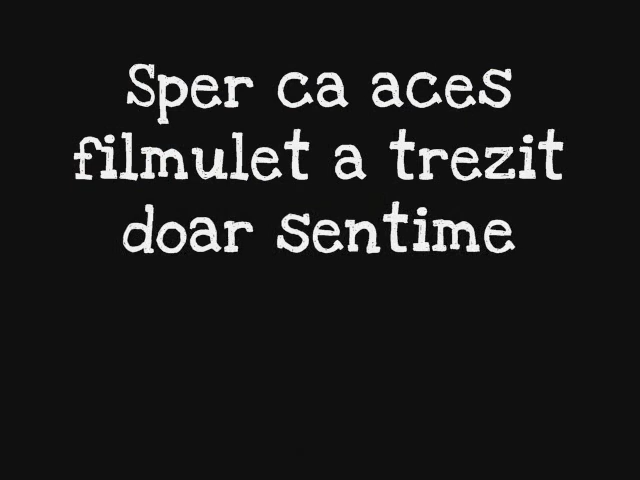 Sper ca aces
filmulet a trezit
doar sentime